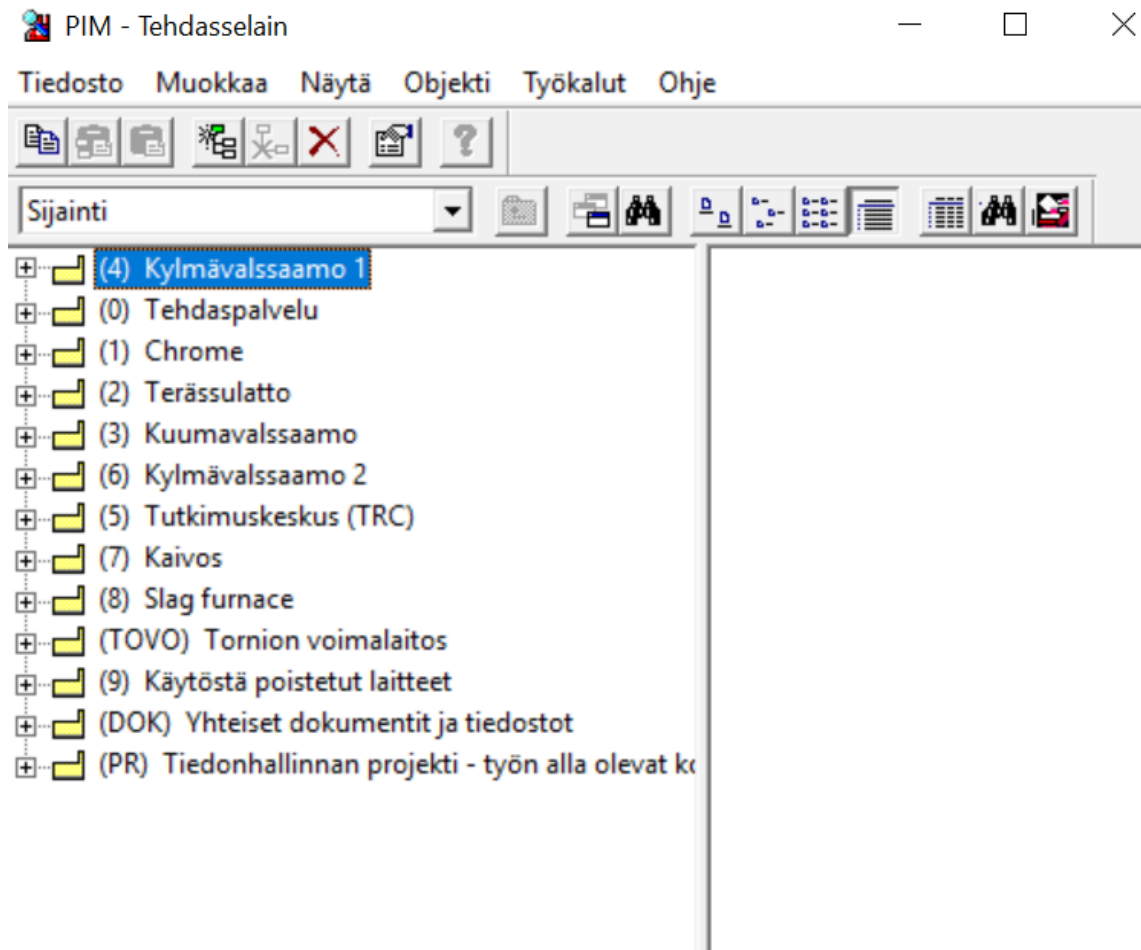 PIM - Tehdasselain
Tiedosto Muokkaa Näytä Objekti Työkalut Ohje
Sijainti
(4) Kylmävalssaamo 1
(0) Tehdaspalvelu
(1) Chrome
(2) Terässulatto
(3) Kuumavalssaamo
(6) Kylmävalssaamo 2
(5) Tutkimuskeskus (TRC)
(7) Kaivos
(8) Slag furnace
(TOVO) Tornion voimalaitos
(9) Käytöstä poistetut laitteet
(DOK) Yhteiset dokumentit ja tiedostot
(PR) Tiedonhallinnan projekti - työn alla olevat